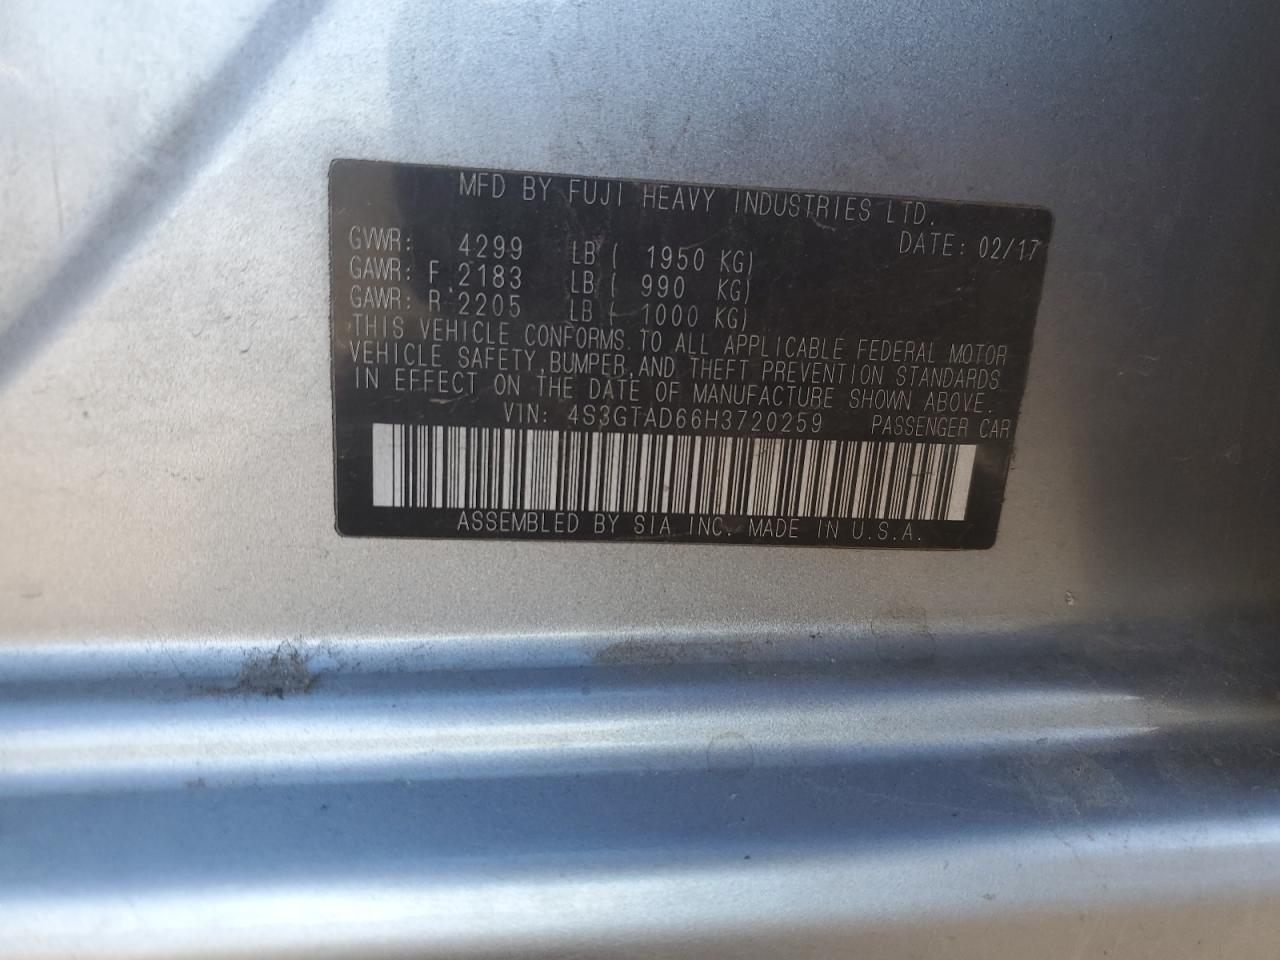 MFD BY FUJI HEAVY INDUSTRIES LTD.
DATE: 02/17
GVWR: 4299 LB ( 1950 KG)
GAWR: F 2183 LB ( 990 KG)
GAWR: R 2205 LB ( 1000 KG)
THIS VEHICLE CONFORMS TO ALL APPLICABLE FEDERAL MOTOR
VEHICLE SAFETY, BUMPER, AND THEFT PREVENTION STANDARDS
IN EFFECT ON THE DATE OF MANUFACTURE SHOWN ABOVE.
VIN: 4S3GTAD66H3720259 PASSENGER CAR
ASSEMBLED BY SIA INC. MADE IN U.S.A.